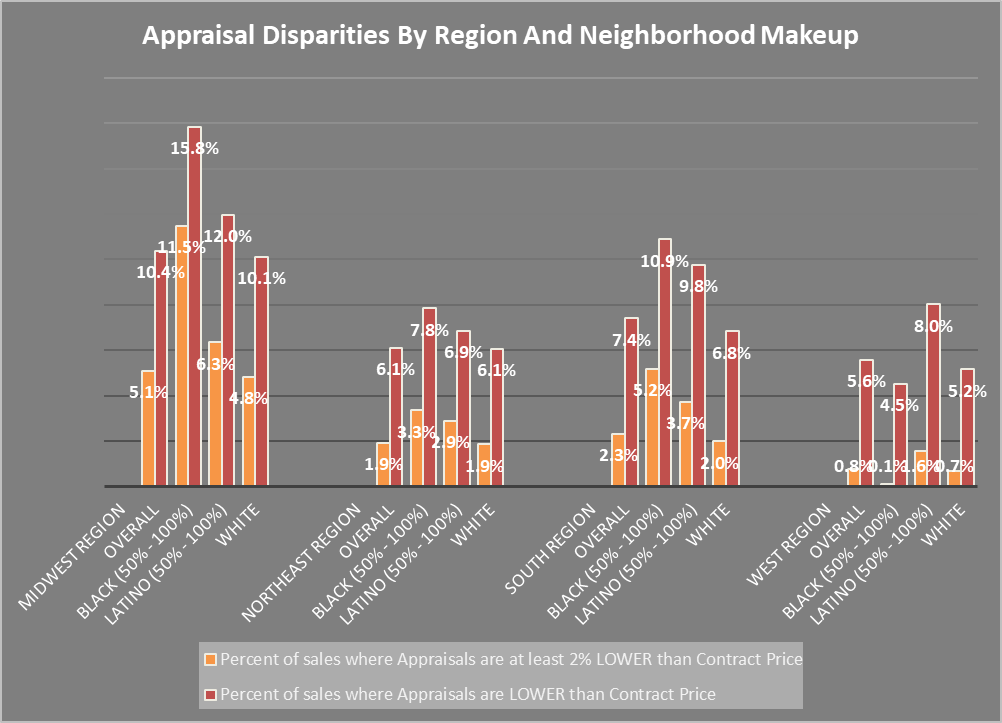 Appraisal Disparities By Region And Neighborhood Makeup
15.8%
12.0%
11.5%
10.4%
10.1%
6.3%
5.1%
4.8%
7.8%
6.9%
6.1%
6.1%
3.3%
2.9%
1.9%
1.9%
10.9%
9.8%
7.4%
6.8%
5.2%
3.7%
2.3%
2.0%
8.0%
5.6%
5.2%
4.5%
0.8%
0.1%
1.6%
0.7%
MIDWEST REGION
OVERALL
BLACK (50% - 100%)
LATINO (50% - 100%)
WHITE
NORTHEAST REGION
OVERALL
BLACK (50% - 100%)
LATINO (50% - 100%)
WHITE
SOUTH REGION
OVERALL
BLACK (50% - 100%)
LATINO (50% - 100%)
WHITE
WEST REGION
OVERALL
BLACK (50% - 100%)
LATINO (50% - 100%)
WHITE
Percent of sales where Appraisals are at least 2% LOWER than Contract Price
Percent of sales where Appraisals are LOWER than Contract Price